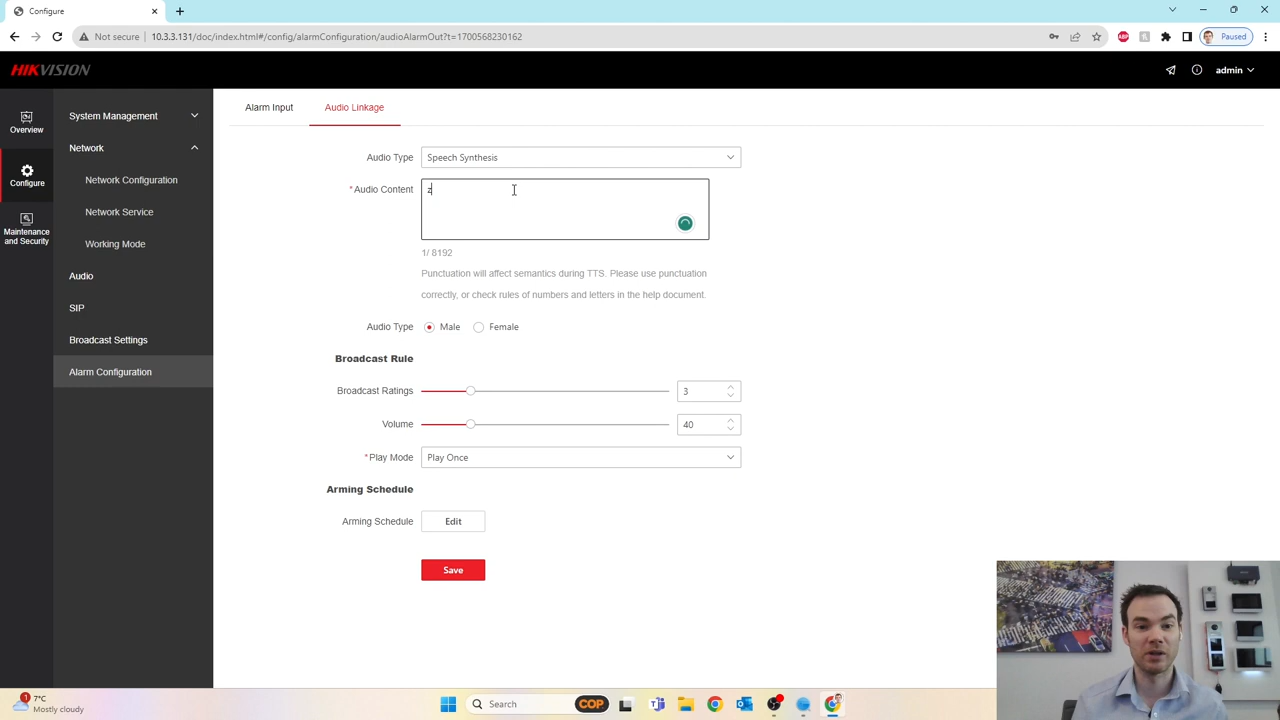 Configure
Not secure 10.3.3.131/doc/index.html#/config/alarmConfiguration/audioAlarmOut?t=1700568230162
ABP
Paused
HIKVISION
admin
Overview
Configure
Maintenance
and Security
System Management
Network
Network Configuration
Network Service
Working Mode
Audio
SIP
Broadcast Settings
Alarm Configuration
Alarm Input
Audio Linkage
Audio Type
Speech Synthesis
*Audio Content
z
1/ 8192
Punctuation will affect semantics during TTS. Please use punctuation
correctly, or check rules of numbers and letters in the help document.
Audio Type
Male
Female
Broadcast Rule
Broadcast Ratings
3
Volume
40
*Play Mode
Play Once
Arming Schedule
Arming Schedule
Edit
Save
1
7°C
Mostly cloudy
Search
COP